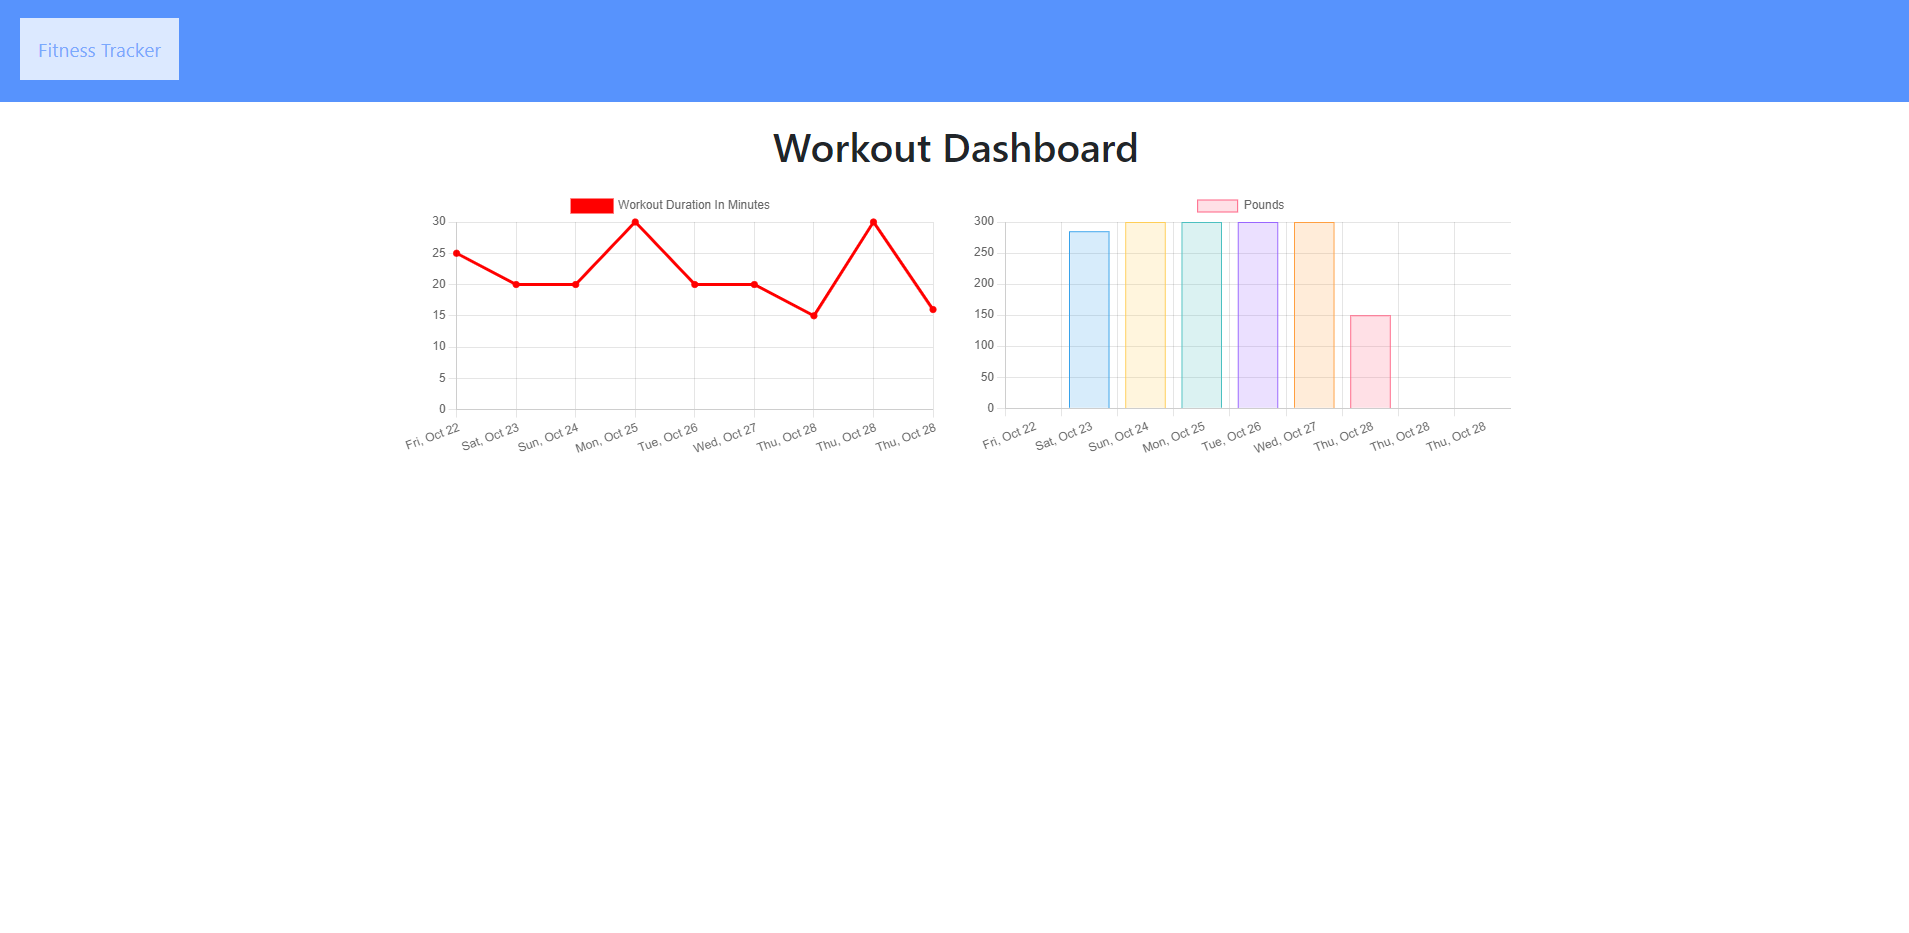 Fitness Tracker
Workout Dashboard
Workout Duration In Minutes
30
25
20
15
10
5
0
Fri, Oct 22
Sat, Oct 23
Sun, Oct 24
Mon, Oct 25
Tue, Oct 26
Wed, Oct 27
Thu, Oct 28
Thu, Oct 28
Thu, Oct 28
Pounds
300
250
200
150
100
50
0
Fri, Oct 22
Sat, Oct 23
Sun, Oct 24
Mon, Oct 25
Tue, Oct 26
Wed, Oct 27
Thu, Oct 28
Thu, Oct 28
Thu, Oct 28